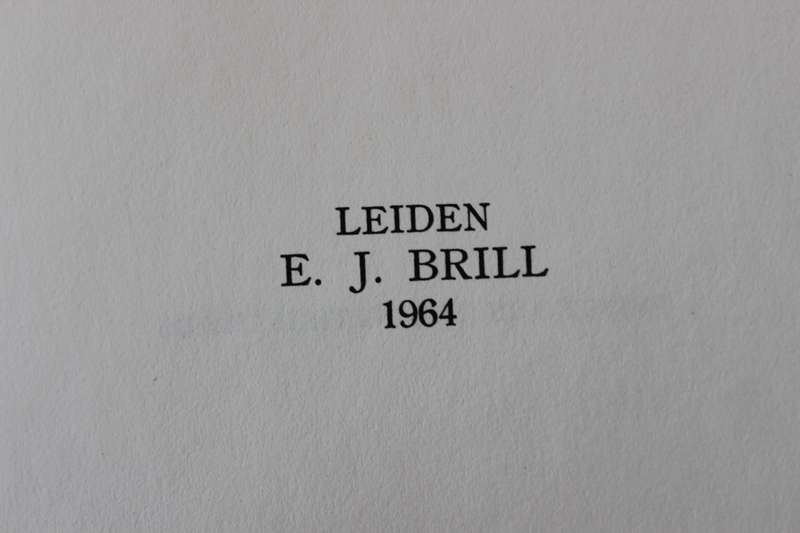 LEIDEN
E. J. BRILL
1964